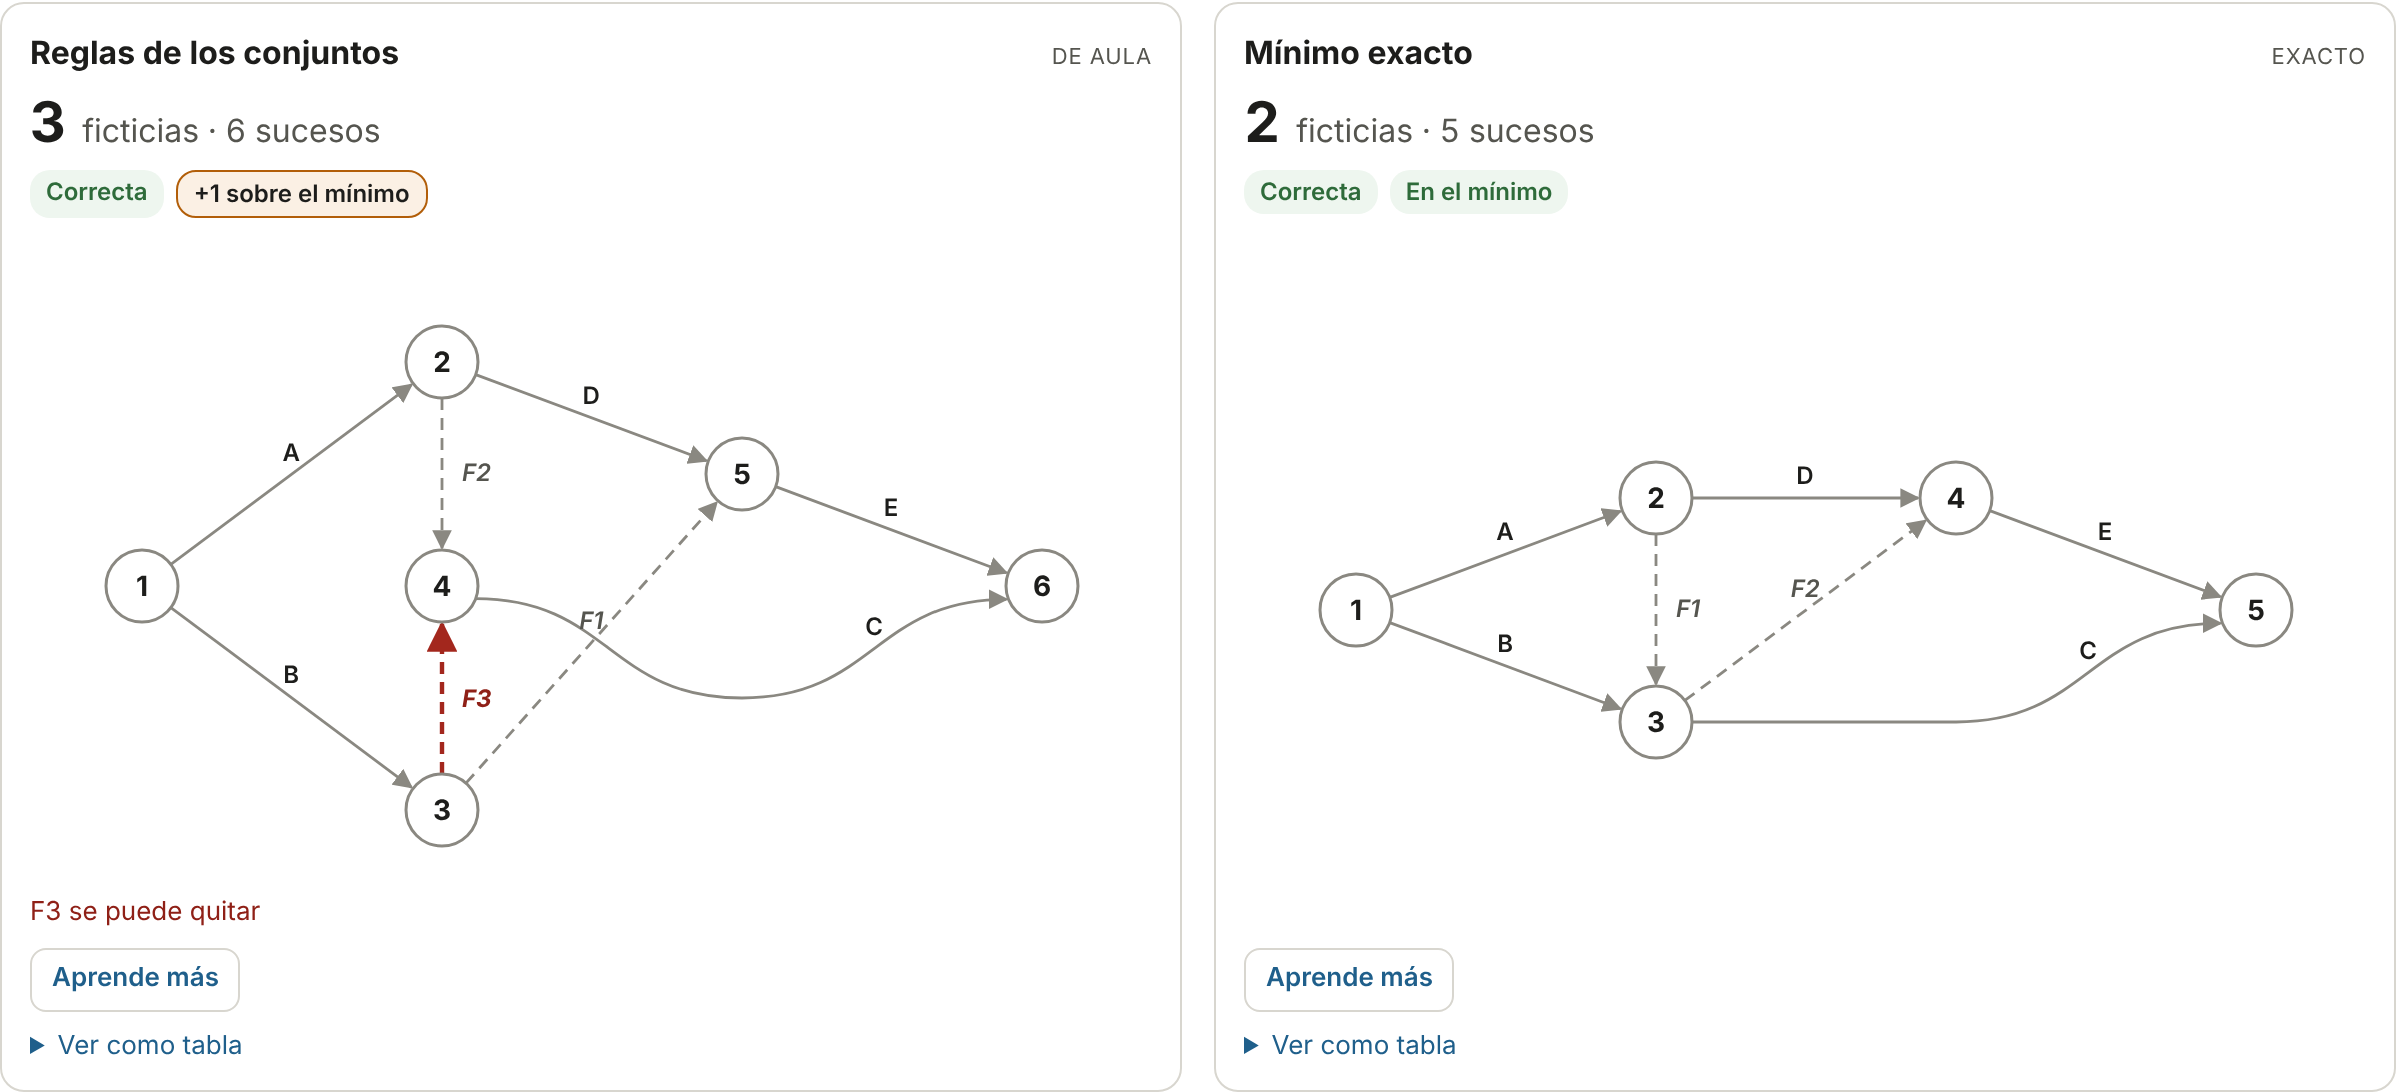 Reglas de los conjuntos
DE AULA
3 ficticias · 6 sucesos
Correcta
+1 sobre el mínimo
2
D
A
F2
5
E
1
4
6
F1
C
B
F3
3
F3 se puede quitar
Aprende más
▶ Ver como tabla
Mínimo exacto
EXACTO
2 ficticias · 5 sucesos
Correcta
En el mínimo
D
2
4
A
E
F2
F1
1
5
B
C
3
Aprende más
▶ Ver como tabla